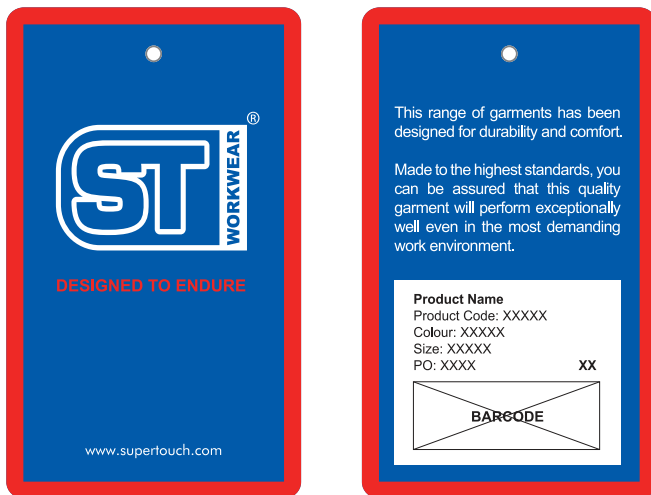 ST
WORKWEAR
®
DESIGNED TO ENDURE
www.supertouch.com
This range of garments has been
designed for durability and comfort.
Made to the highest standards, you
can be assured that this quality
garment will perform exceptionally
well even in the most demanding
work environment.
Product Name
Product Code: XXXXX
Colour: XXXXX
Size: XXXXX
PO: XXXX XX
BARCODE